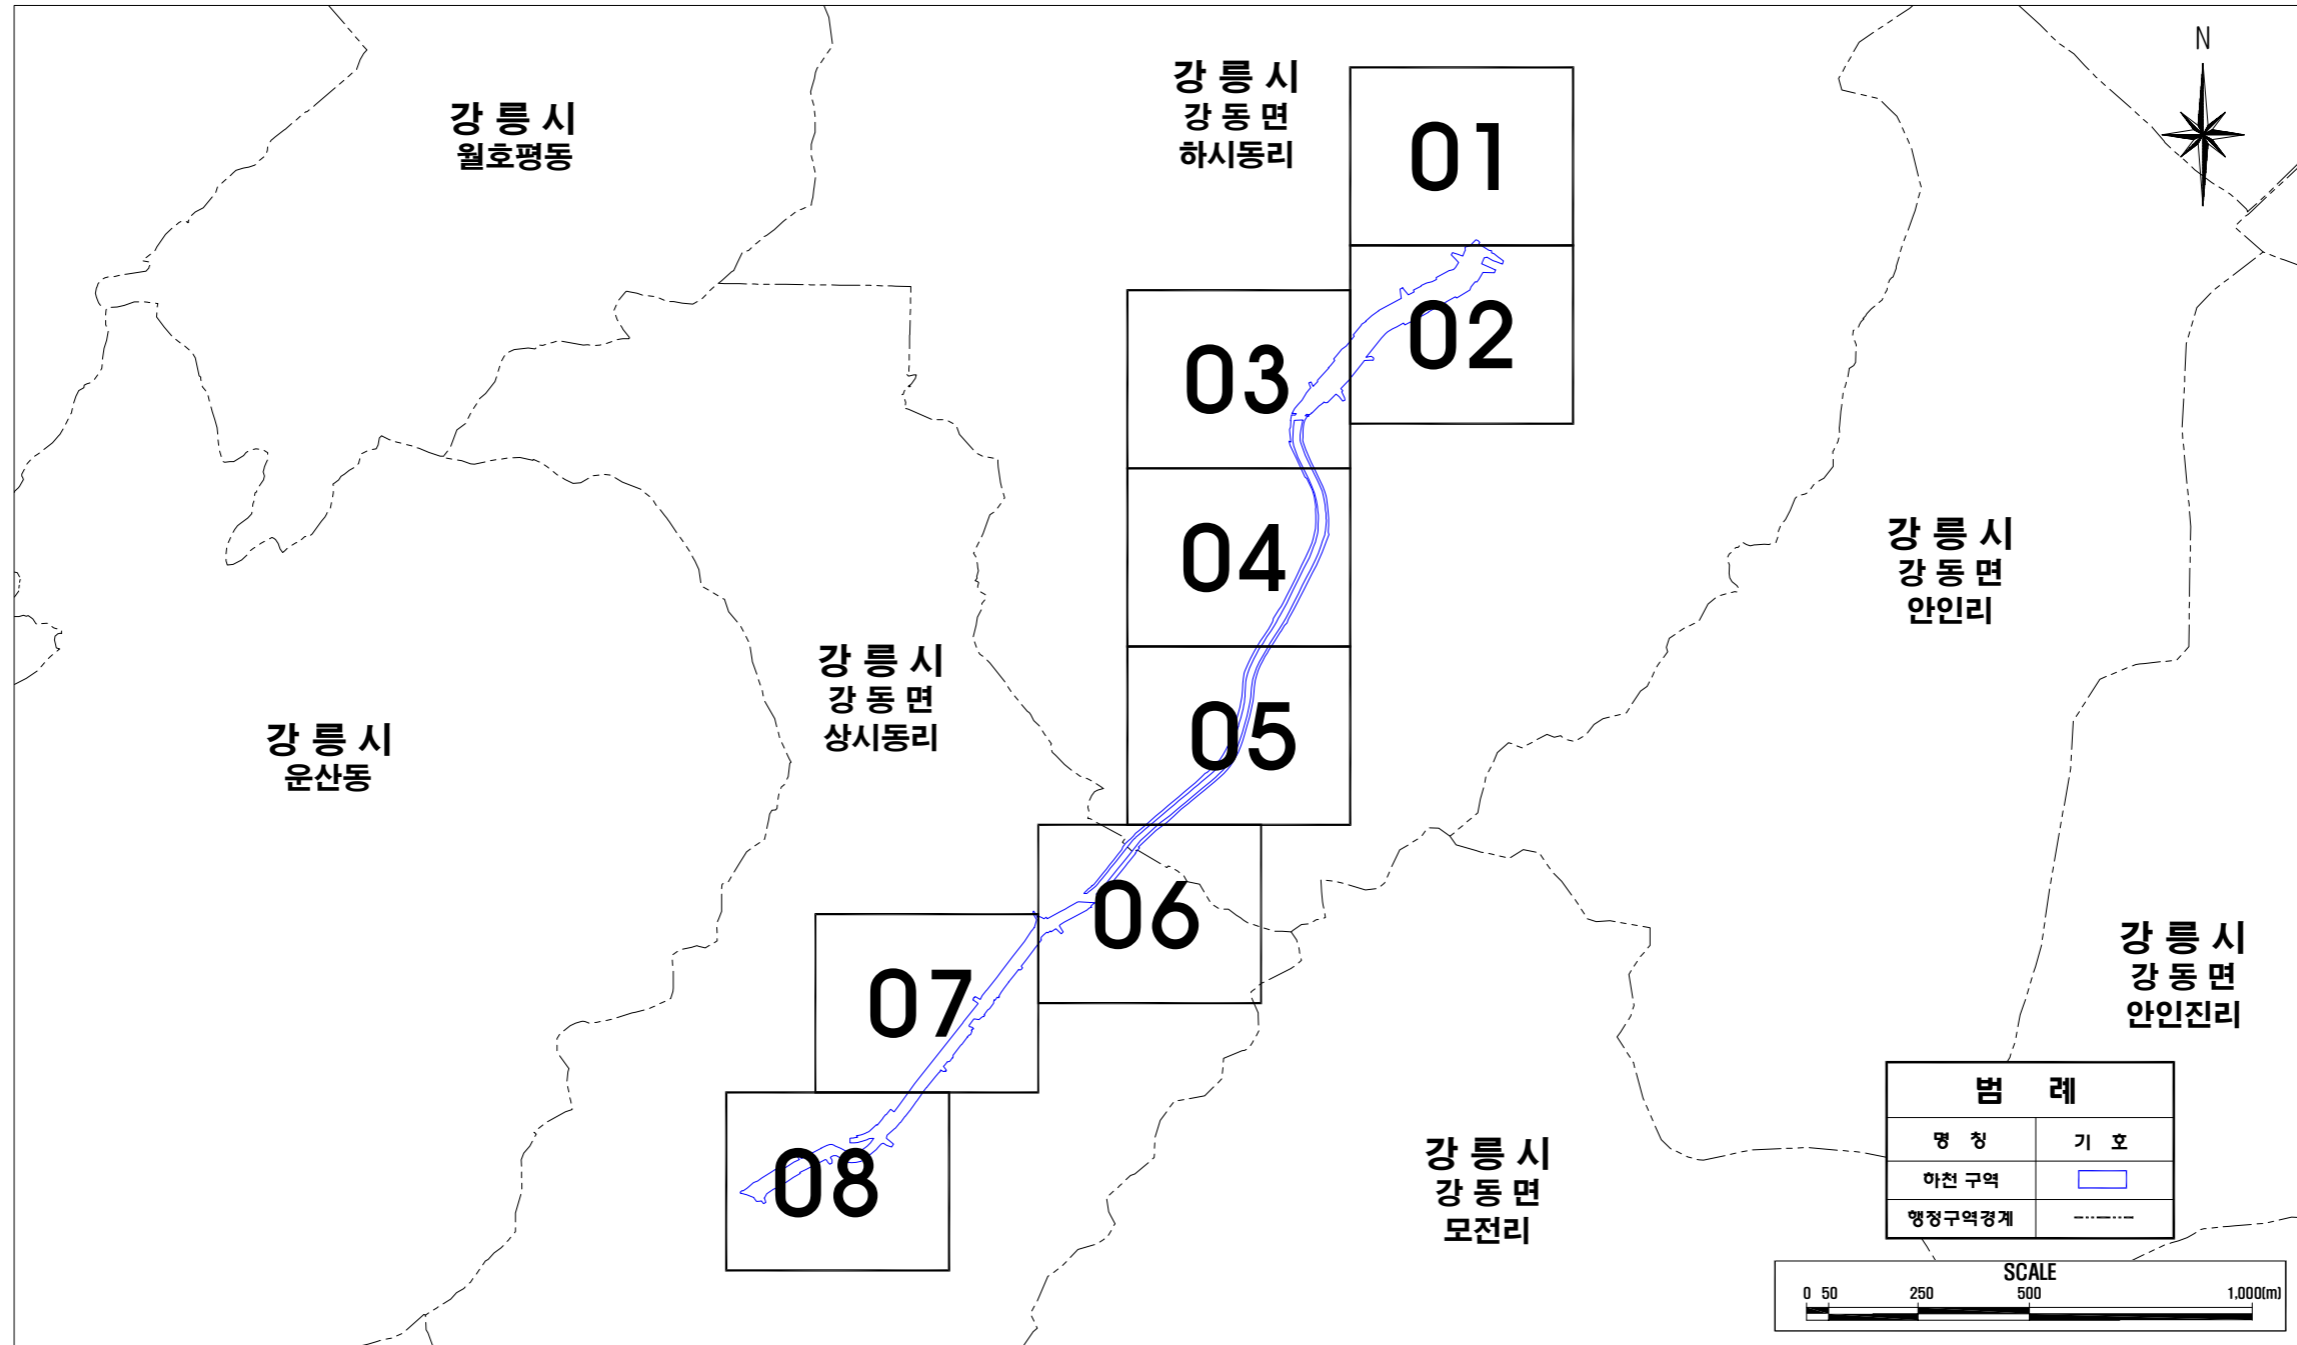 N
강 릉 시
강 동 면
하시동리
강 릉 시
월호평동
01
02
03
04
강 릉 시
강 동 면
안인리
강 릉 시
강 동 면
상시동리
05
강 릉 시
운산동
06
강 릉 시
강 동 면
안인진리
07
08
강 릉 시
강 동 면
모전리
범 례
명 칭 기 호
하천 구역
행정구역경계
SCALE
0 50 250 500 1,000(m)